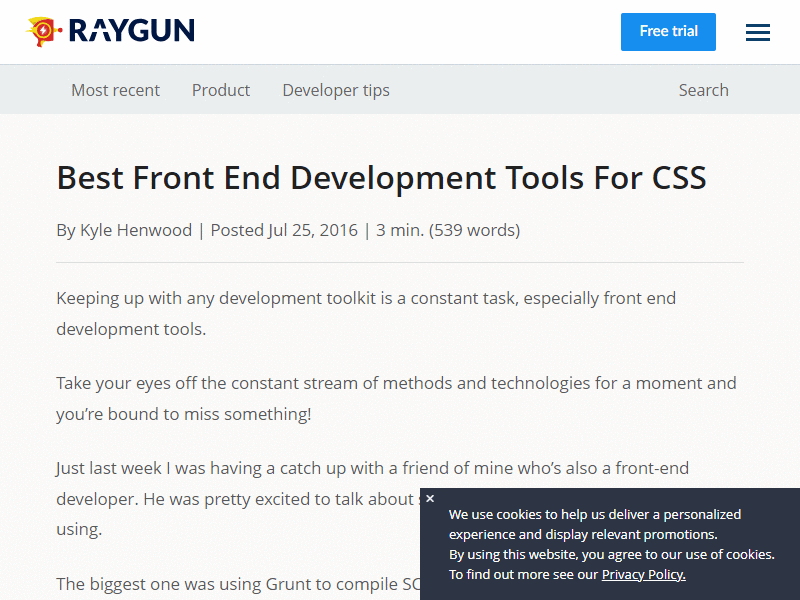 RAYGUN
Free trial
Most recent Product Developer tips Search
Best Front End Development Tools For CSS
By Kyle Henwood | Posted Jul 25, 2016 | 3 min. (539 words)
Keeping up with any development toolkit is a constant task, especially front end
development tools.
Take your eyes off the constant stream of methods and technologies for a moment and
you’re bound to miss something!
Just last week I was having a catch up with a friend of mine who’s also a front-end
developer. He was pretty excited to talk about
using.
The biggest one was using Grunt to compile
×
We use cookies to help us deliver a personalized
experience and display relevant promotions.
By using this website, you agree to our use of cookies.
To find out more see our Privacy Policy.